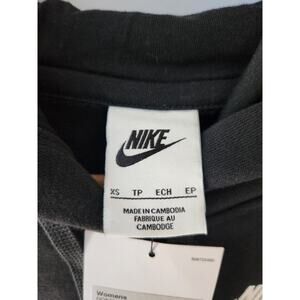 NIKE
XS TP ECH EP
MADE IN CAMBODIA
FABRIQUE AU
CAMBODGE
Womens